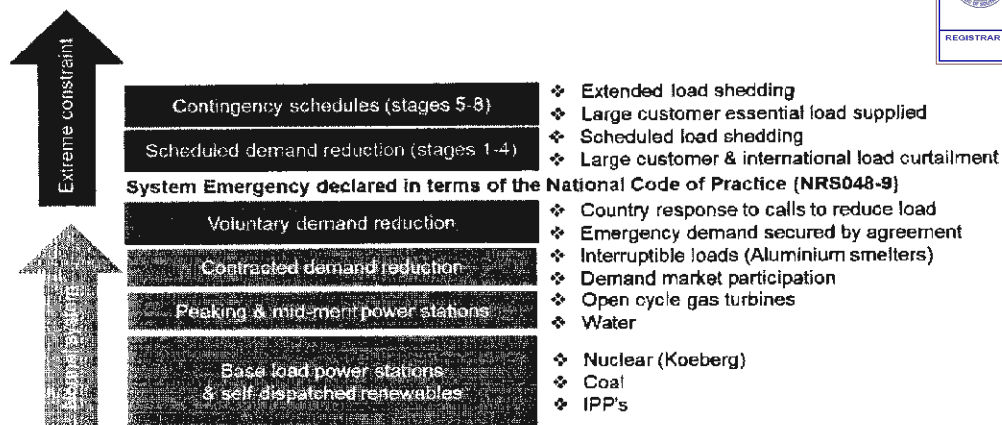 REGISTRAR
Extreme constraint
Contingency schedules (stages 5-8)
❖ Extended load shedding
❖ Large customer essential load supplied
Scheduled demand reduction (stages 1-4)
❖ Scheduled load shedding
❖ Large customer & international load curtailment
System Emergency declared in terms of the National Code of Practice (NRS048-9)
Voluntary demand reduction
❖ Country response to calls to reduce load
❖ Emergency demand secured by agreement
Contracted demand reduction
❖ Interruptible loads (Aluminium smelters)
❖ Demand market participation
Peaking & mid-merit power stations
❖ Open cycle gas turbines
❖ Water
Base load power stations
& self-dispatched renewables
❖ Nuclear (Koeberg)
❖ Coal
❖ IPP's